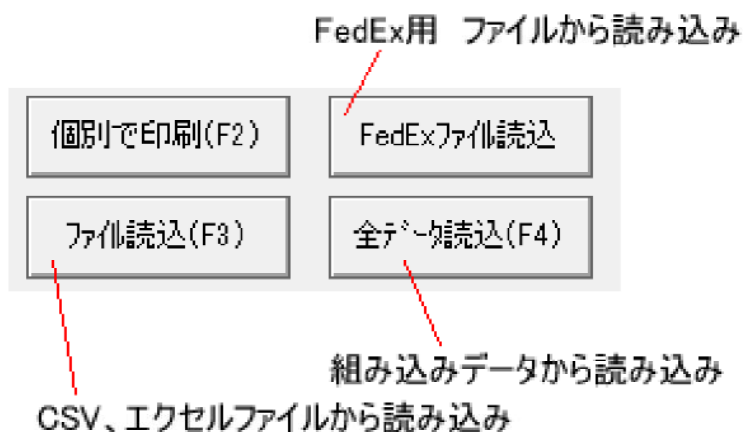 FedEx用　ファイルから読み込み
個別で印刷(F2)
FedExﾌｧｲﾙ読込
ﾌｧｲﾙ読込(F3)
全ﾃﾞｰﾀ読込(F4)
組み込みデータから読み込み
CSV、エクセルファイルから読み込み